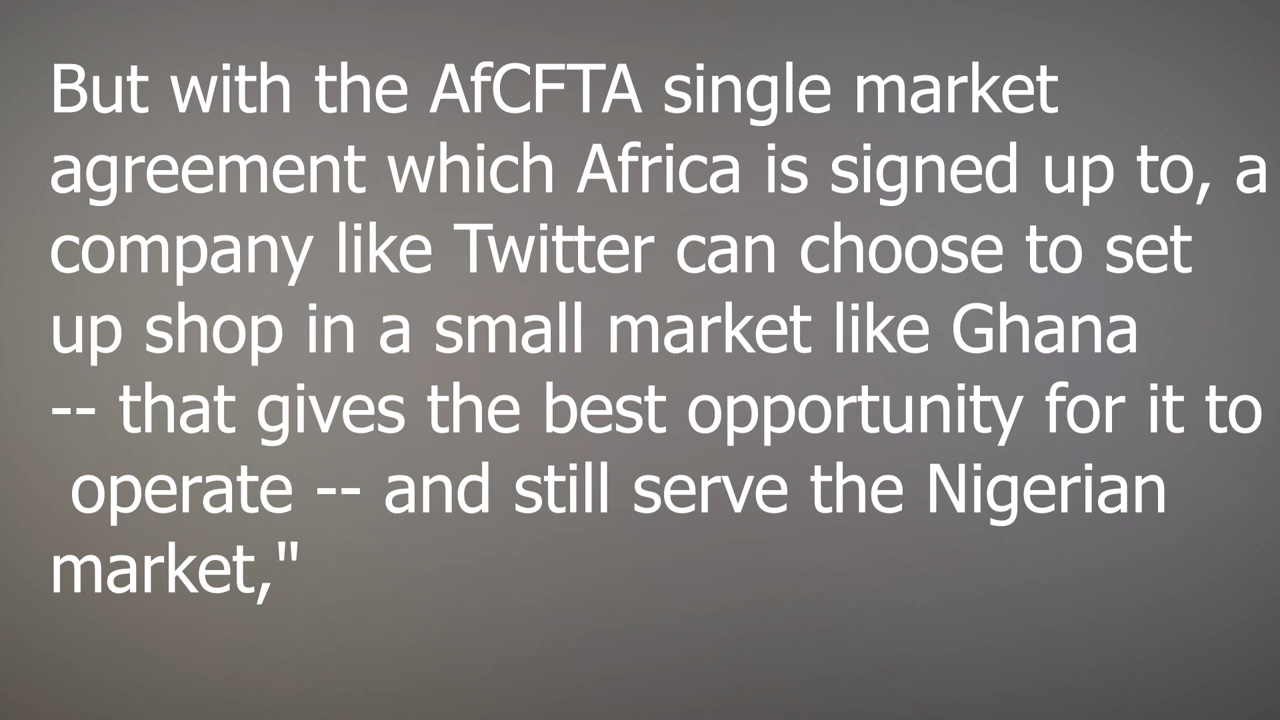 But with the AfCFTA single market
agreement which Africa is signed up to, a
company like Twitter can choose to set
up shop in a small market like Ghana
-- that gives the best opportunity for it to
operate -- and still serve the Nigerian
market,"